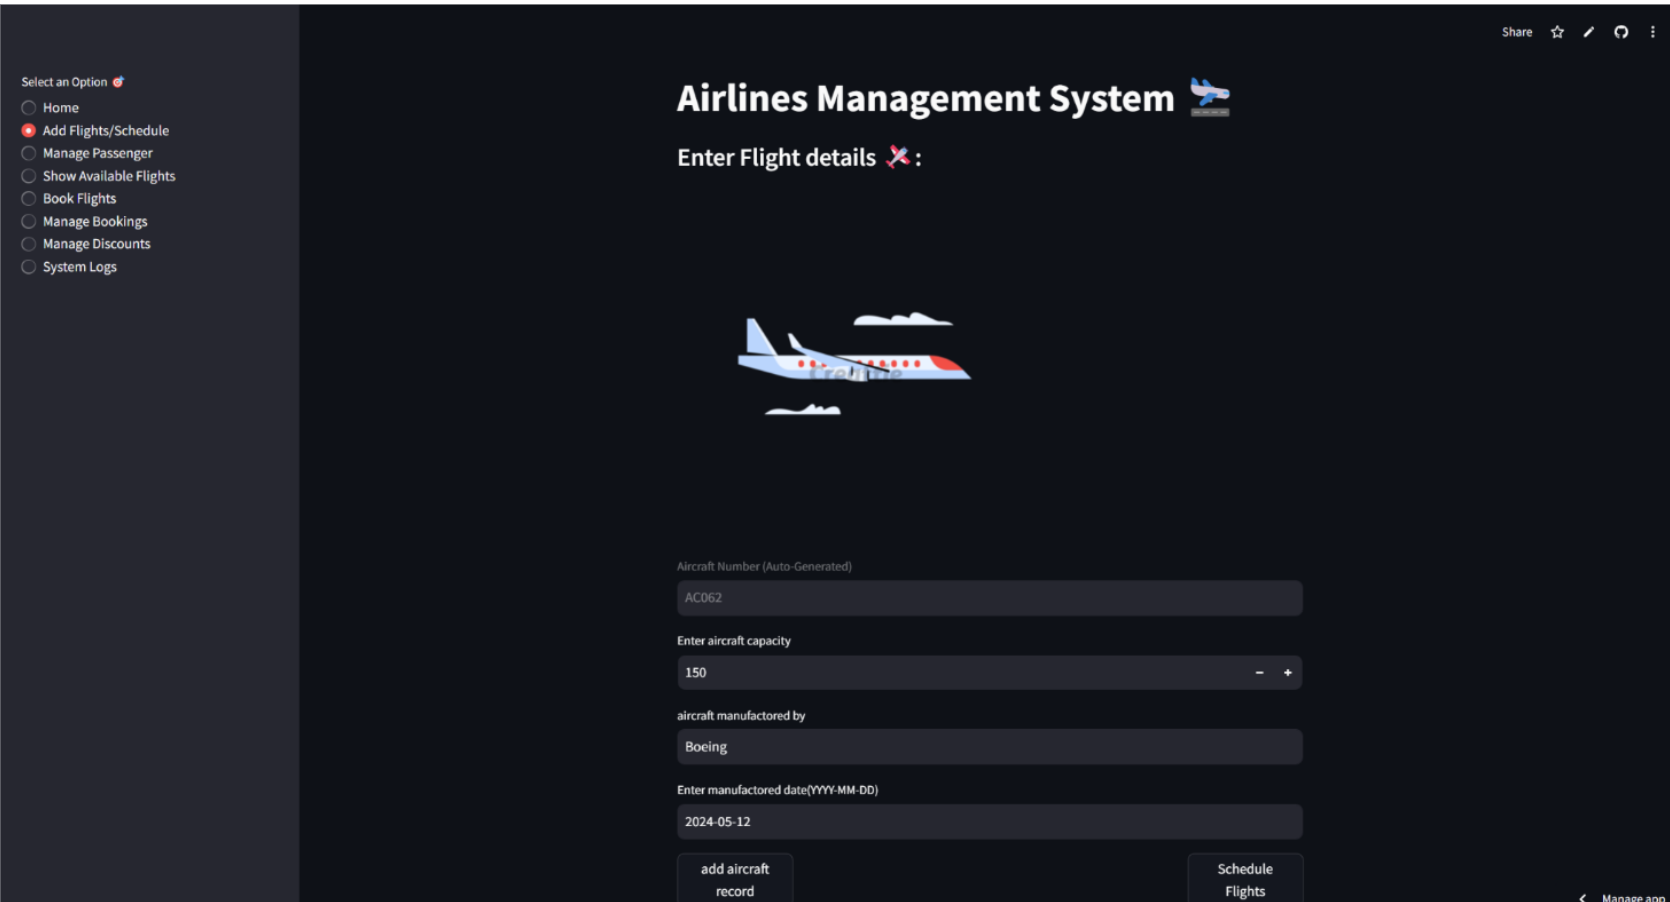 Share
Select an Option 🎯
Home
Add Flights/Schedule
Manage Passenger
Show Available Flights
Book Flights
Manage Bookings
Manage Discounts
System Logs
Airlines Management System 🛬
Enter Flight details ✈️:
Aircraft Number (Auto-Generated)
AC062
Enter aircraft capacity
150
− +
aircraft manufactored by
Boeing
Enter manufactored date(YYYY-MM-DD)
2024-05-12
add aircraft
record
Schedule
Flights
Manage app